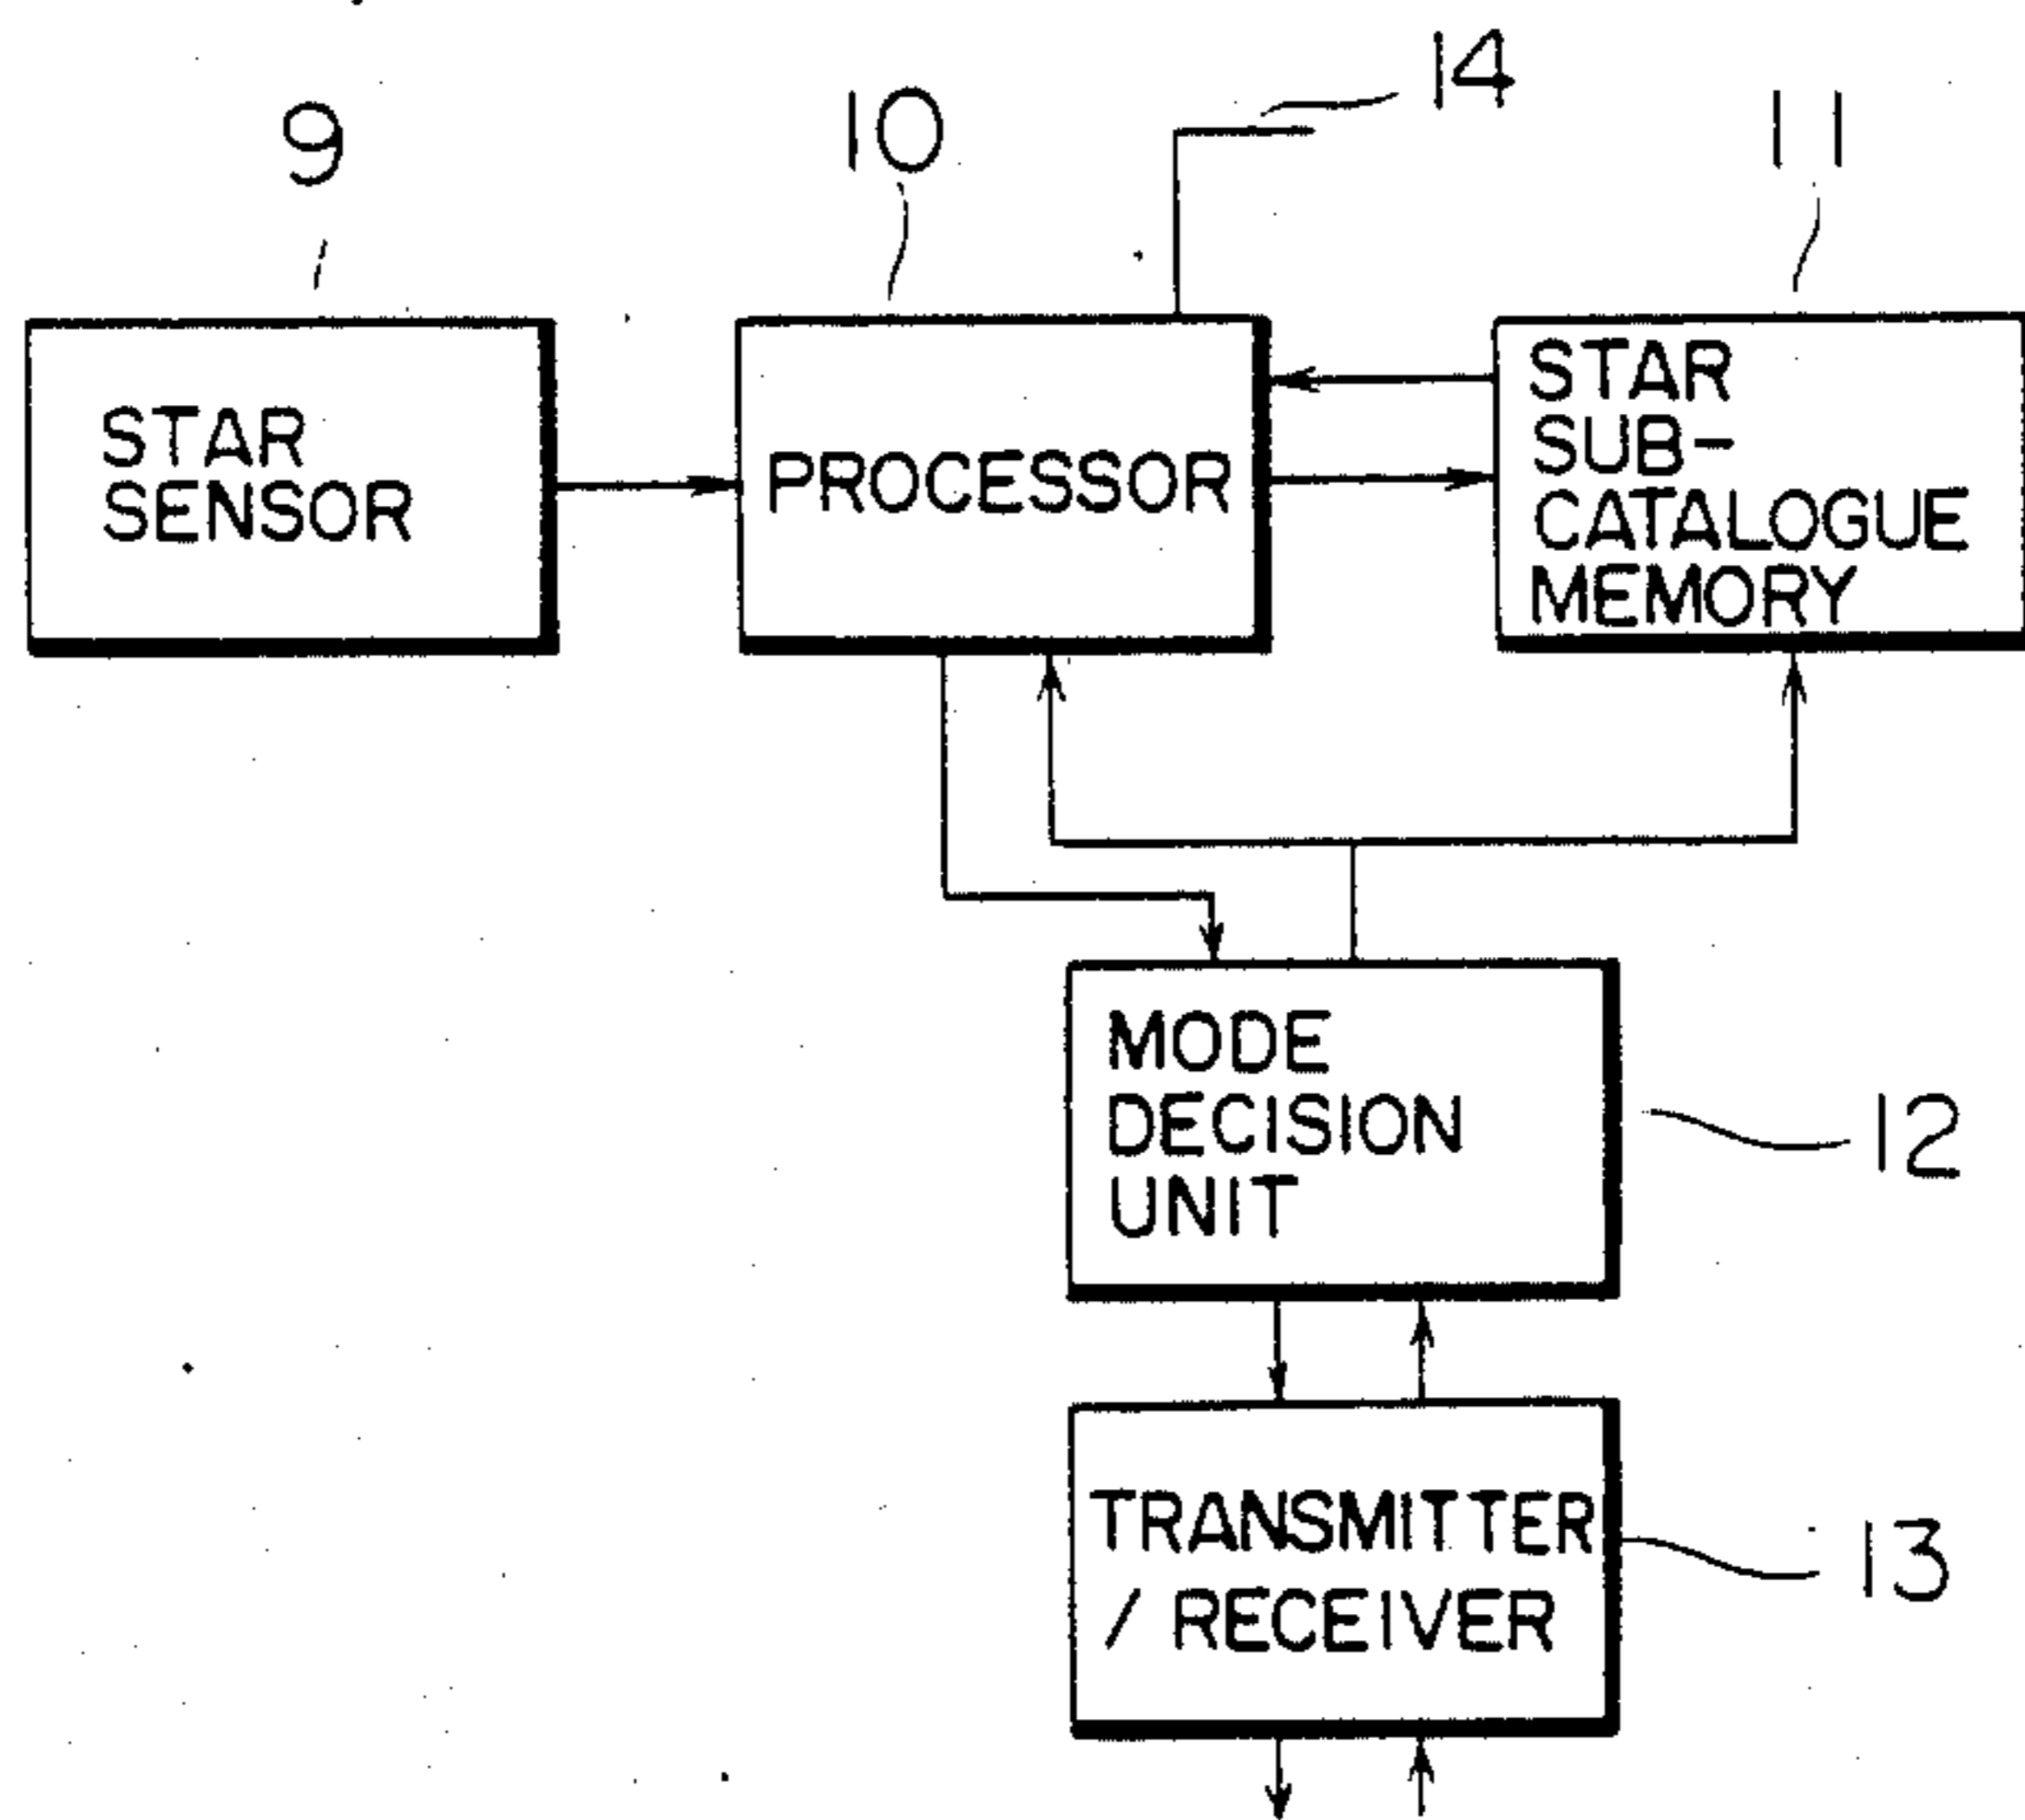 14
9
10
11
STAR
SENSOR
PROCESSOR
STAR
SUB-
CATALOGUE
MEMORY
MODE
DECISION
UNIT
12
TRANSMITTER
/ RECEIVER
13